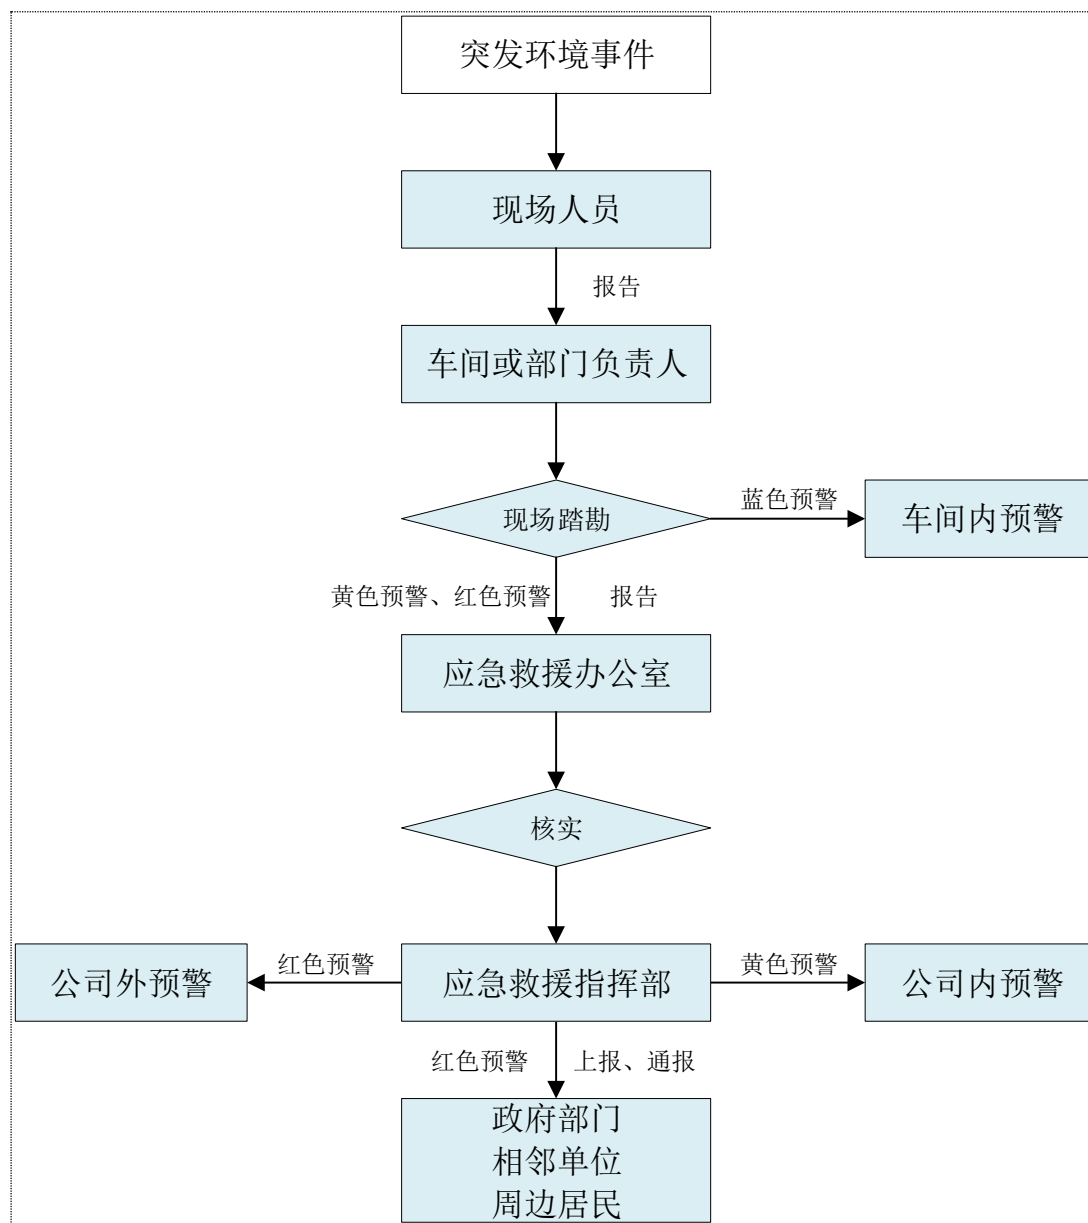 突发环境事件
现场人员
报告
车间或部门负责人
现场踏勘
蓝色预警
车间内预警
黄色预警、红色预警
报告
应急救援办公室
核实
公司外预警
红色预警
应急救援指挥部
黄色预警
公司内预警
红色预警
上报、通报
政府部门
相邻单位
周边居民